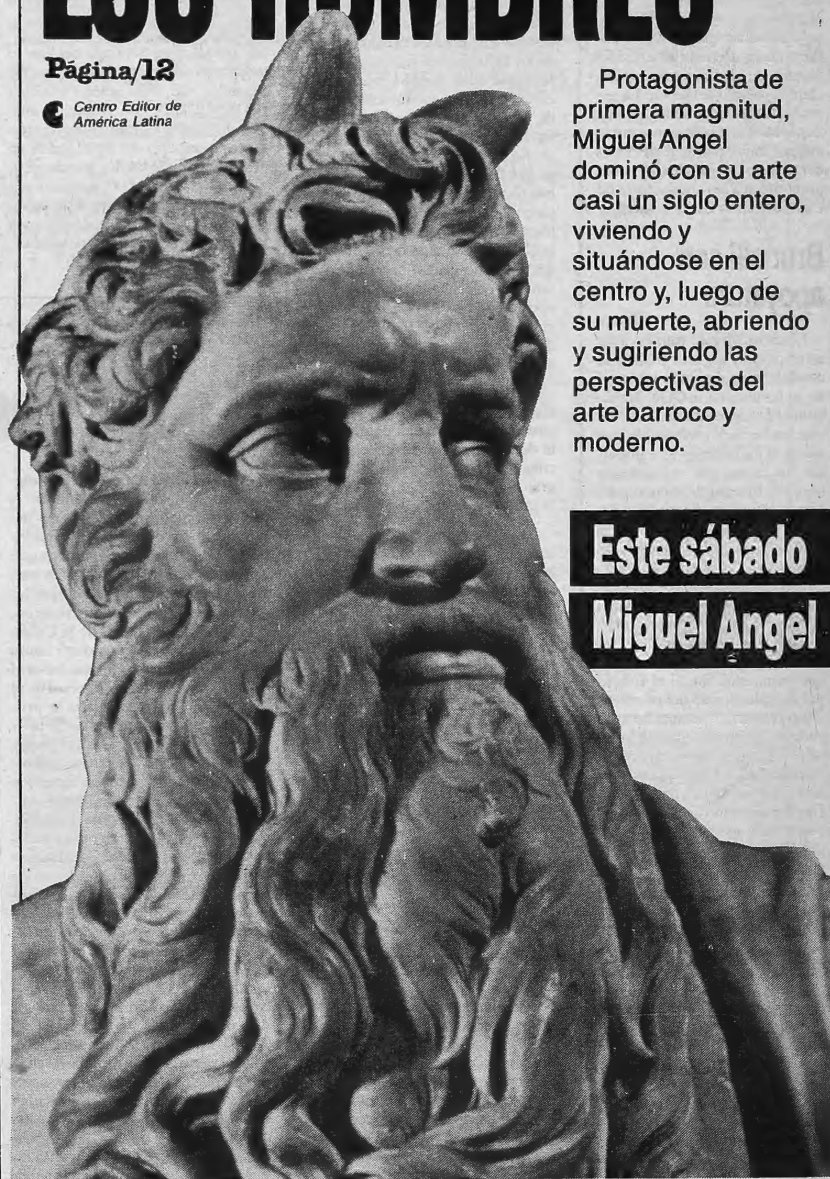 LOS HOMBRES
Página/12
Centro Editor de
América Latina
Protagonista de
primera magnitud,
Miguel Angel
dominó con su arte
casi un siglo entero,
viviendo y
situándose en el
centro y, luego de
su muerte, abriendo
y sugiriendo las
perspectivas del
arte barroco y
moderno.
Este sábado
Miguel Angel